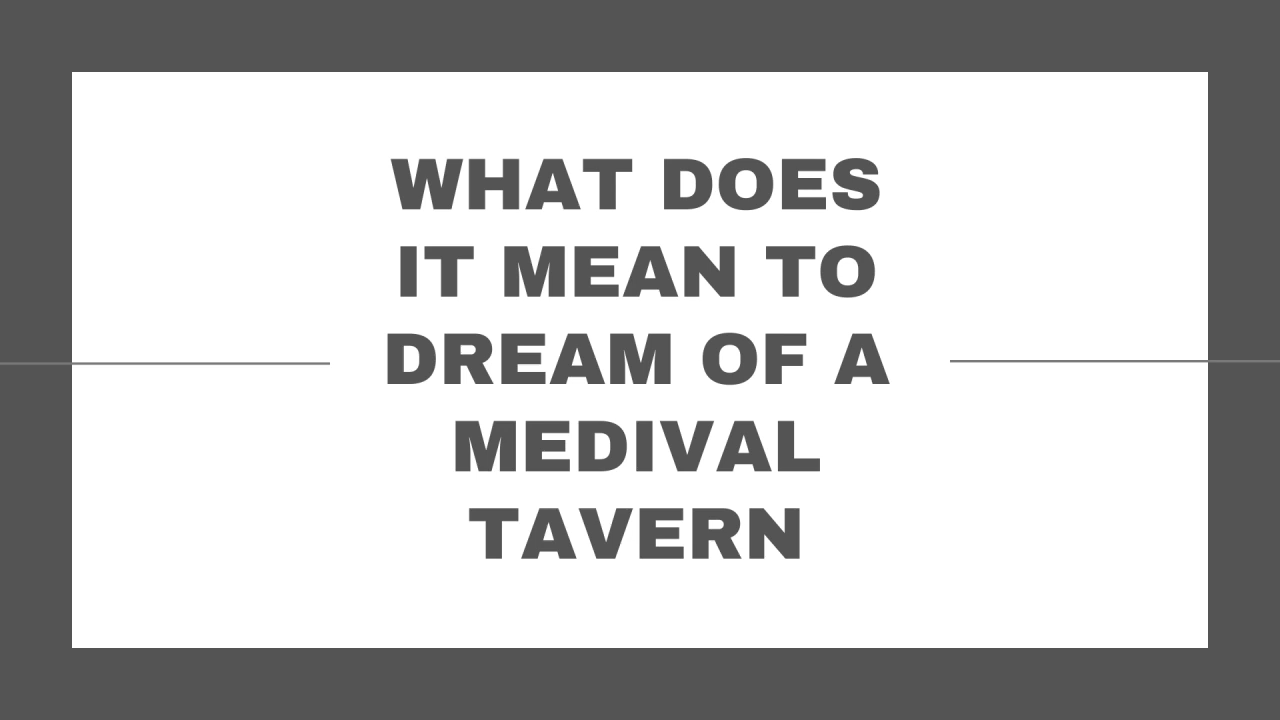 WHAT DOES
IT MEAN TO
DREAM OF A
MEDIVAL
TAVERN